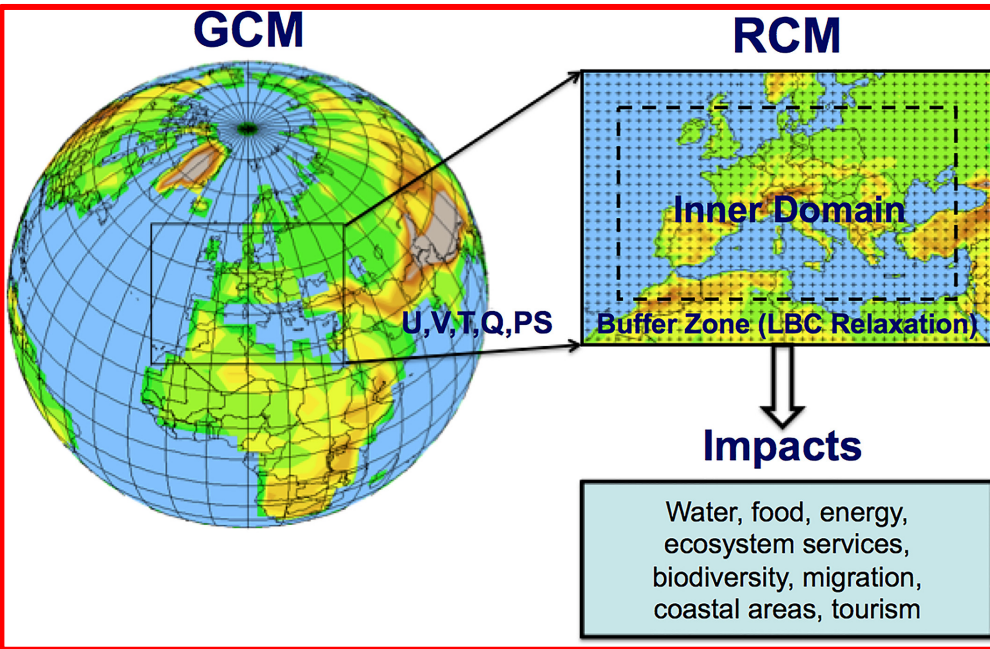 GCM
RCM
Inner Domain
U,V,T,Q,PS
Buffer Zone (LBC Relaxation)
Impacts
Water, food, energy,
ecosystem services,
biodiversity, migration,
coastal areas, tourism